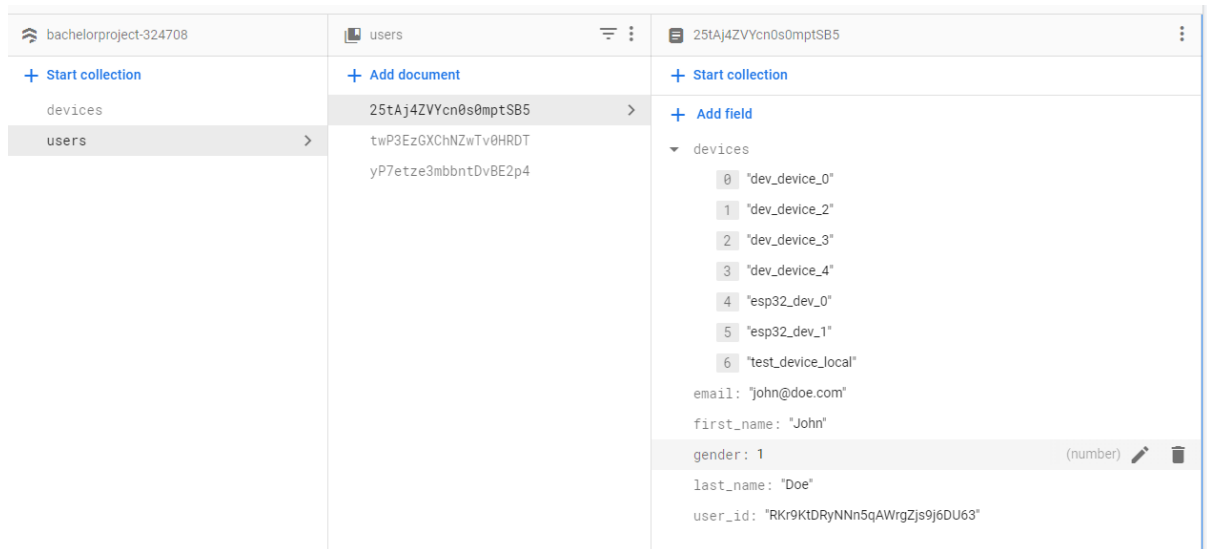 bachelorproject-324708
+ Start collection
devices
users
users
+ Add document
25tAj4ZVYcn0s0mptSB5
twP3EzGXChNZwTv0HRDT
yP7etze3mbbntDvBE2p4
25tAj4ZVYcn0s0mptSB5
+ Start collection
+ Add field
devices
0 "dev_device_0"
1 "dev_device_2"
2 "dev_device_3"
3 "dev_device_4"
4 "esp32_dev_0"
5 "esp32_dev_1"
6 "test_device_local"
email: "john@doe.com"
first_name: "John"
gender: 1 (number)
last_name: "Doe"
user_id: "RKr9KtDRyNNn5qAWrgZjs9j6DU63"